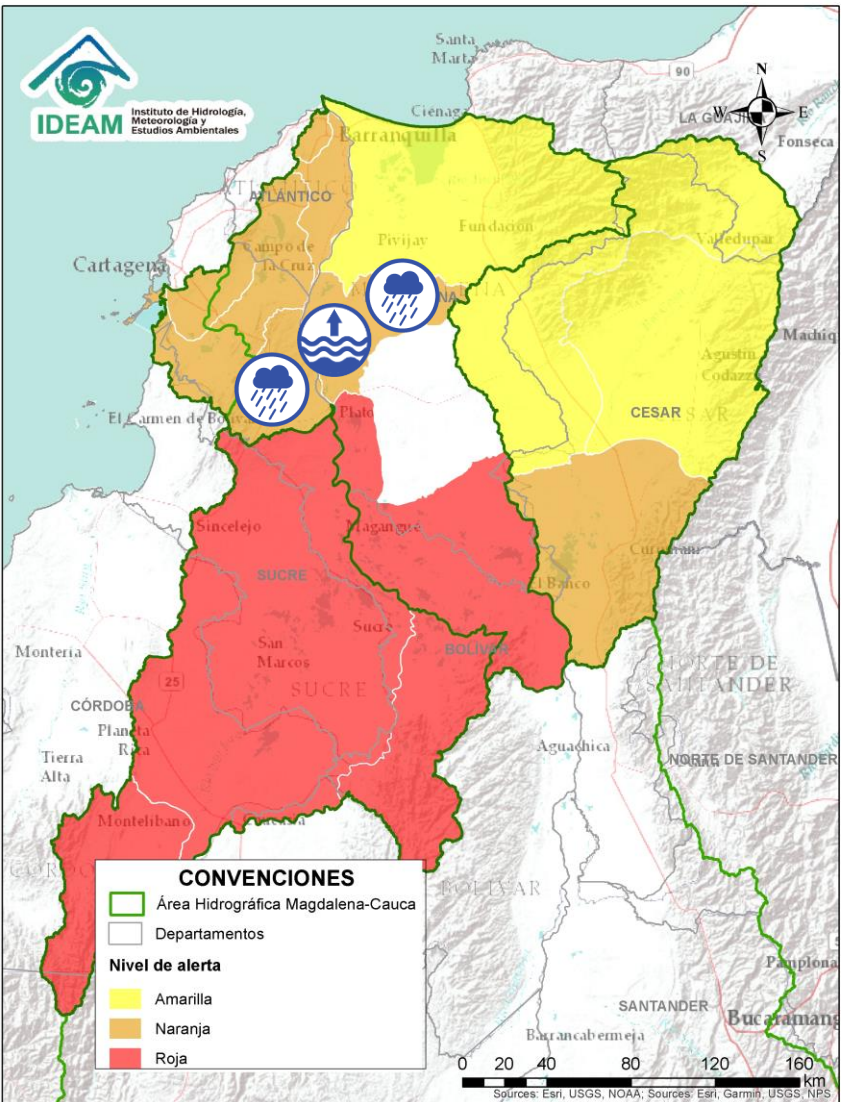 IDEAM
Instituto de Hidrología,
Meteorología y
Estudios Ambientales
Santa
Marta
90
N
W
E
S
Ciénaga
LA GUAJIRA
Fonseca
Barranquilla
ATLÁNTICO
Valledupar
Fundación
Pivijay
Campo de
la Cruz
Cartagena
Machiq
Agustín
Codazzi
CESAR
El Carmen de Bolívar
Plato
Sincelejo
Magangué
Curumaní
El Banco
SUCRE
Sucre
Montería
San
Marcos
BOLÍVAR
SUCRE
NORTE DE
SANTANDER
25
CÓRDOBA
Planeta
Rica
Tierra
Alta
Aguachica
NORTE DE SANTANDER
Montelíbano
Caucasia
BOLÍVAR
CONVENCIONES
Área Hidrográfica Magdalena-Cauca
Departamentos
Nivel de alerta
Amarilla
Naranja
Roja
Pamplona
SANTANDER
Bucaramang
Barrancabermeja
0 20 40 80 120 160
km
Sources: Esri, USGS, NOAA; Sources: Esri, Garmin, USGS, NPS